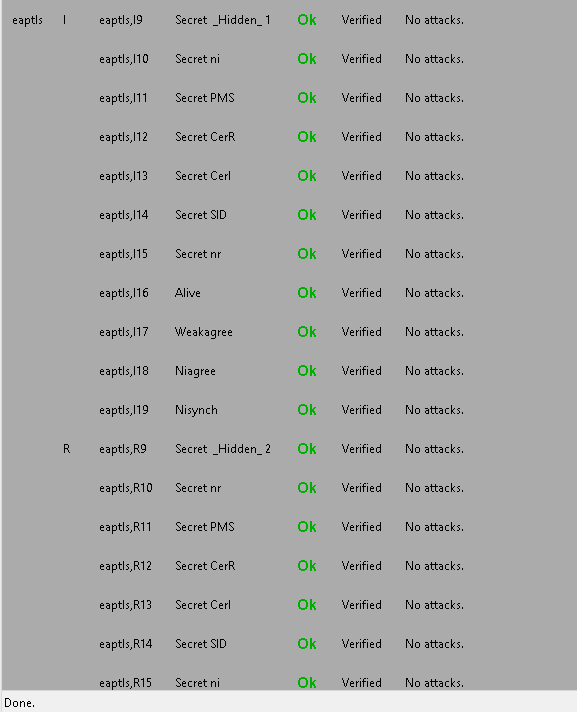 eaptls I eaptls,I9 Secret _Hidden_ 1 Ok Verified No attacks.
eaptls,I10 Secret ni Ok Verified No attacks.
eaptls,I11 Secret PMS Ok Verified No attacks.
eaptls,I12 Secret CerR Ok Verified No attacks.
eaptls,I13 Secret CerI Ok Verified No attacks.
eaptls,I14 Secret SID Ok Verified No attacks.
eaptls,I15 Secret nr Ok Verified No attacks.
eaptls,I16 Alive Ok Verified No attacks.
eaptls,I17 Weakagree Ok Verified No attacks.
eaptls,I18 Niagree Ok Verified No attacks.
eaptls,I19 Nisynch Ok Verified No attacks.
R eaptls,R9 Secret _Hidden_ 2 Ok Verified No attacks.
eaptls,R10 Secret nr Ok Verified No attacks.
eaptls,R11 Secret PMS Ok Verified No attacks.
eaptls,R12 Secret CerR Ok Verified No attacks.
eaptls,R13 Secret CerI Ok Verified No attacks.
eaptls,R14 Secret SID Ok Verified No attacks.
eaptls,R15 Secret ni Ok Verified No attacks.
Done.